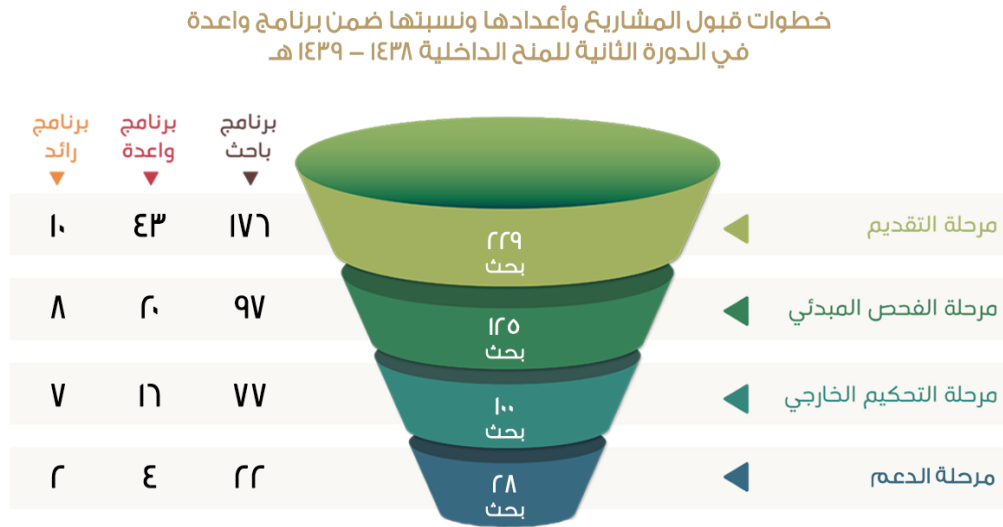 خطوات قبول المشاريع وأعدادها ونسبتها ضمن برنامج واعدة
في الدورة الثانية للمنح الداخلية ١٤٣٨ – ١٤٣٩ هـ
برنامج باحث
برنامج واعدة
برنامج رائد
مرحلة التقديم
٢٢٩
بحث
١٧٦
٤٣
١٠
مرحلة الفحص المبدئي
١٢٥
بحث
٩٧
٢٠
٨
مرحلة التحكيم الخارجي
١٠٠
بحث
٧٧
١٦
٧
مرحلة الدعم
٢٨
بحث
٢٢
٤
٢